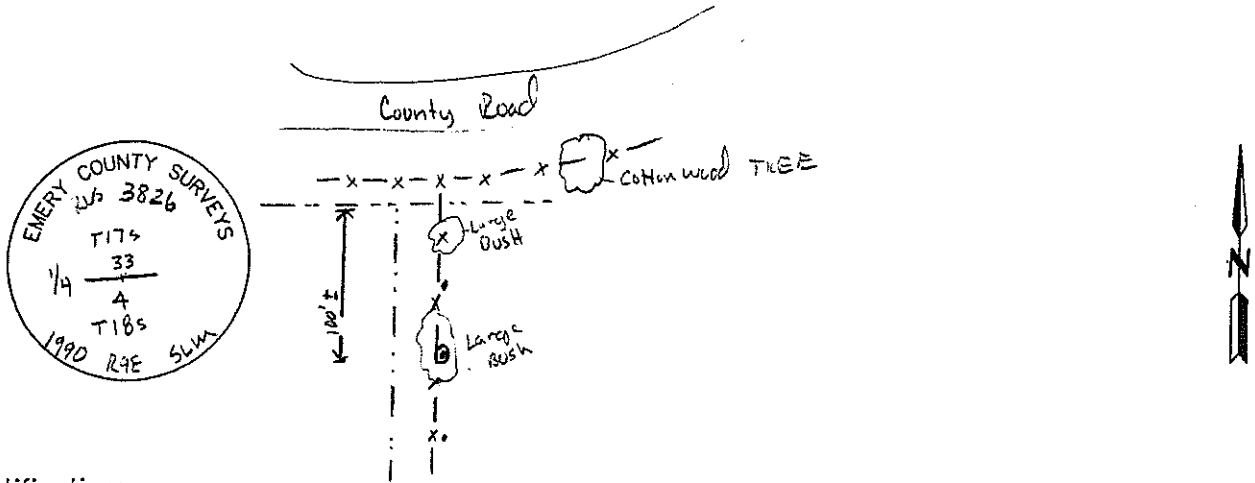 County Road
Cottonwood TREE
EMERY COUNTY SURVEYS
3826
T17S
33
1/4
4
T18S
1990 R9E SLM
Large
BUSH
100'±
Large
BUSH
N